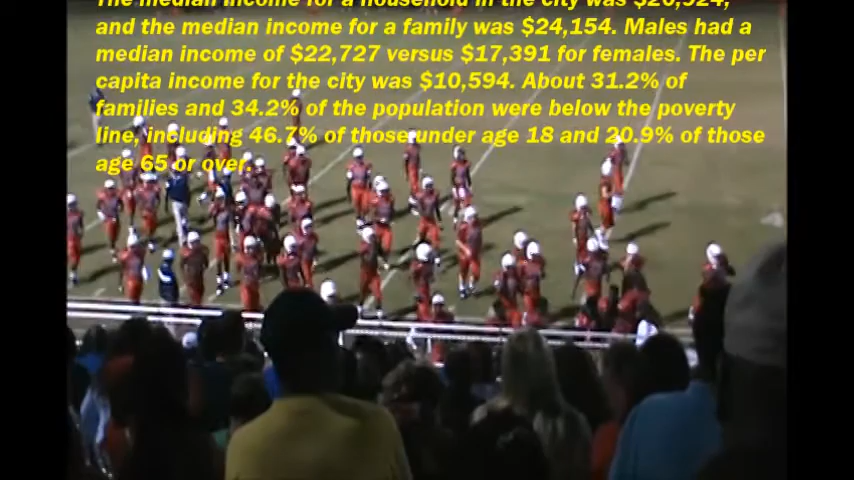 The median income for a household in the city was $20,924,
and the median income for a family was $24,154. Males had a
median income of $22,727 versus $17,391 for females. The per
capita income for the city was $10,594. About 31.2% of
families and 34.2% of the population were below the poverty
line, including 46.7% of those under age 18 and 20.9% of those
age 65 or over.